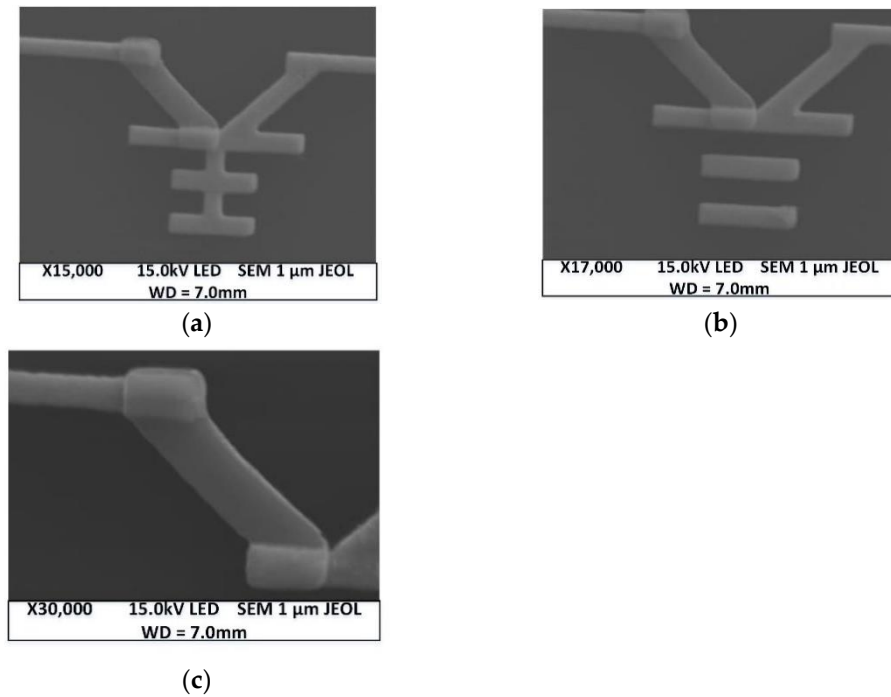 X15,000 15.0kV LED SEM 1 µm JEOL
WD = 7.0mm
(a)
X17,000 15.0kV LED SEM 1 µm JEOL
WD = 7.0mm
(b)
X30,000 15.0kV LED SEM 1 µm JEOL
WD = 7.0mm
(c)